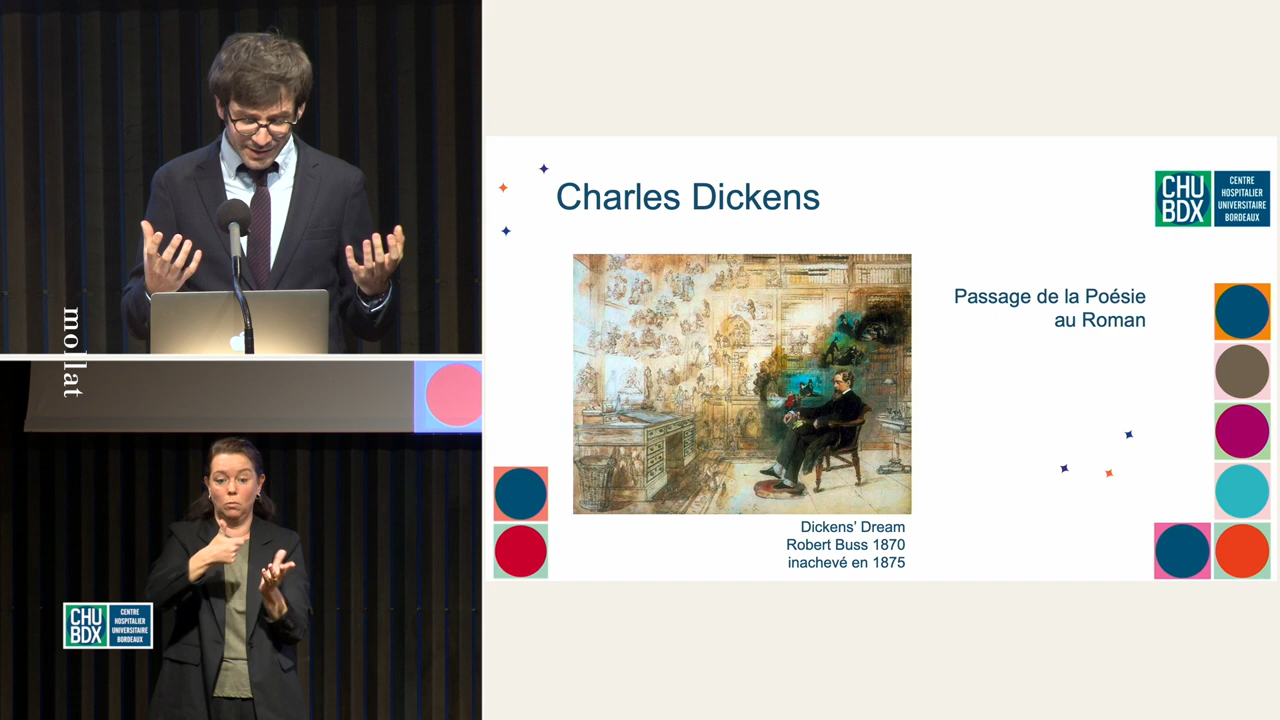 mollat
CHU
BDX
CENTRE
HOSPITALIER
UNIVERSITAIRE
BORDEAUX
Charles Dickens
CHU
BDX
CENTRE
HOSPITALIER
UNIVERSITAIRE
BORDEAUX
Passage de la Poésie
au Roman
Dickens’ Dream
Robert Buss 1870
inachevé en 1875